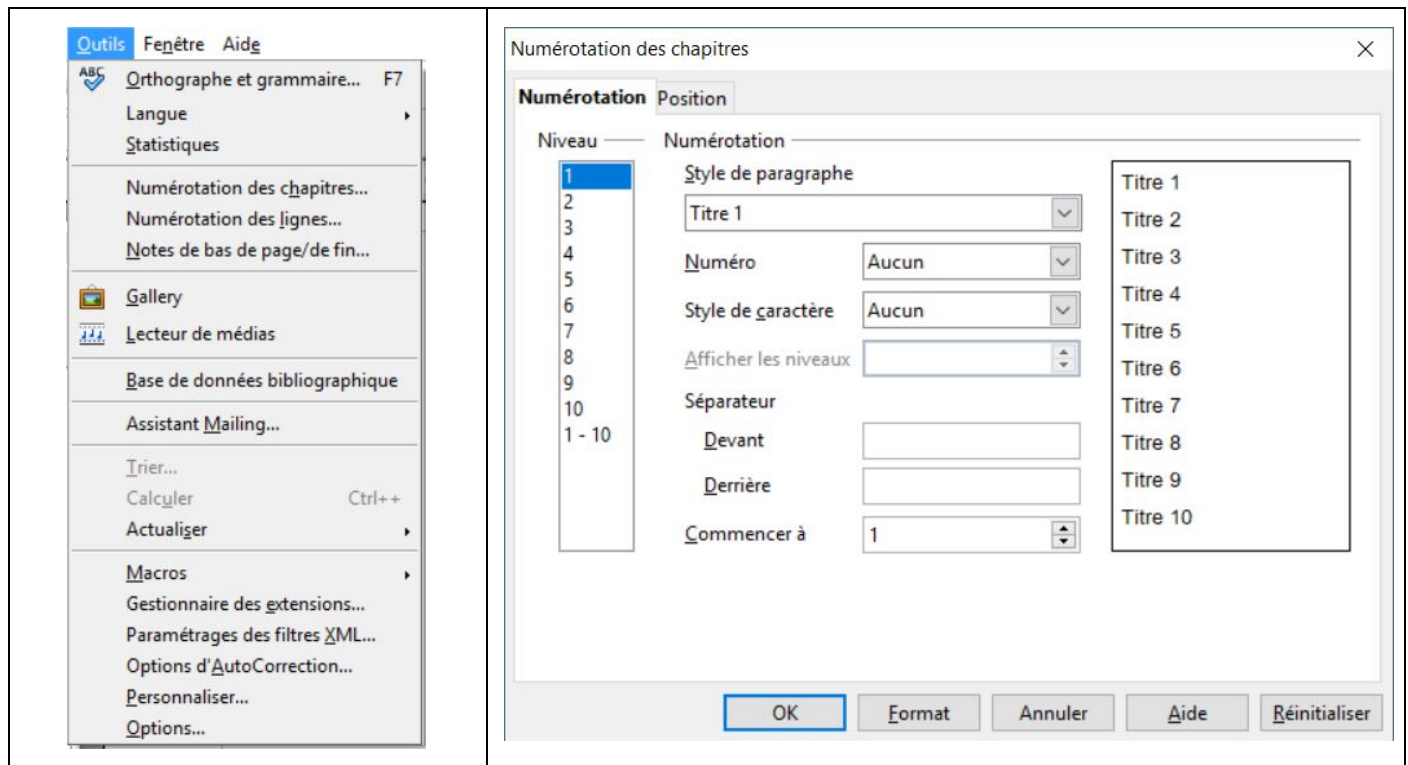 Outils Fenêtre Aide
ABC Orthographe et grammaire... F7
Langue
Statistiques
Numérotation des chapitres...
Numérotation des lignes...
Notes de bas de page/de fin...
Gallery
Lecteur de médias
Base de données bibliographique
Assistant Mailing...
Trier...
Calculer Ctrl++
Actualiser
Macros
Gestionnaire des extensions...
Paramétrages des filtres XML...
Options d'AutoCorrection...
Personnaliser...
Options...
Numérotation des chapitres
Numérotation Position
Niveau
1
2
3
4
5
6
7
8
9
10
1 - 10
Numérotation
Style de paragraphe
Titre 1
Numéro Aucun
Style de caractère Aucun
Afficher les niveaux
Séparateur
Devant
Derrière
Commencer à 1
Titre 1
Titre 2
Titre 3
Titre 4
Titre 5
Titre 6
Titre 7
Titre 8
Titre 9
Titre 10
OK Format Annuler Aide Réinitialiser